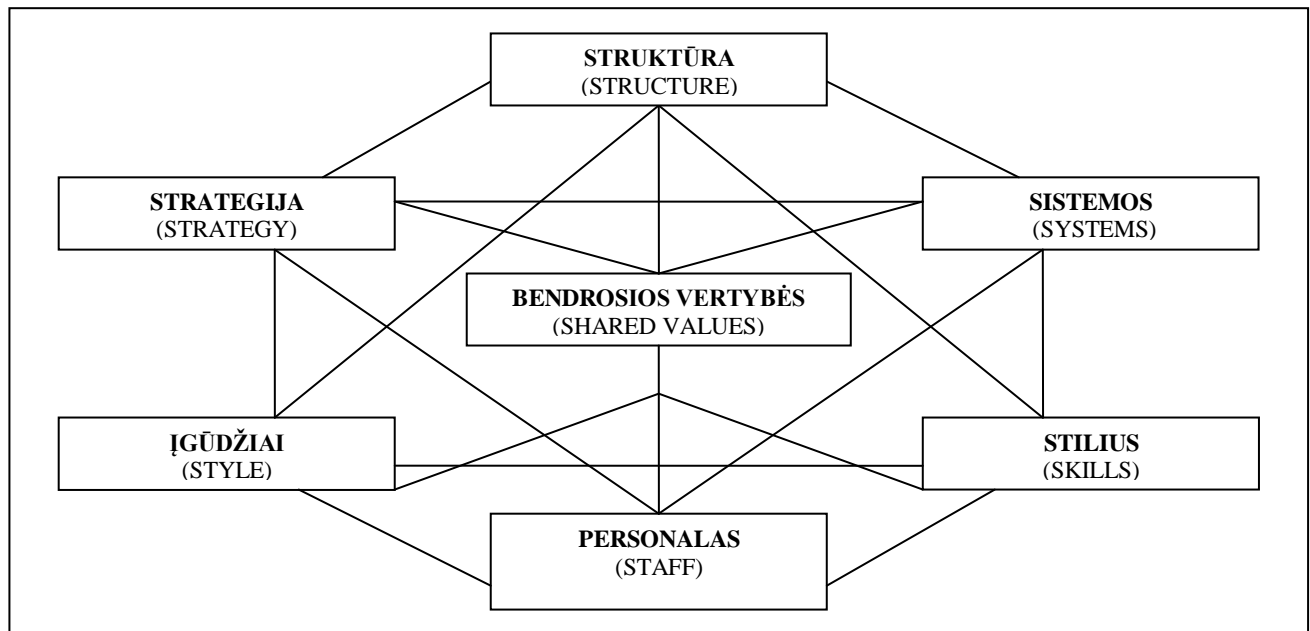 STRUKTŪRA
(STRUCTURE)
STRATEGIJA
(STRATEGY)
SISTEMOS
(SYSTEMS)
BENDROSIOS VERTYBĖS
(SHARED VALUES)
ĮGŪDŽIAI
(STYLE)
STILIUS
(SKILLS)
PERSONALAS
(STAFF)